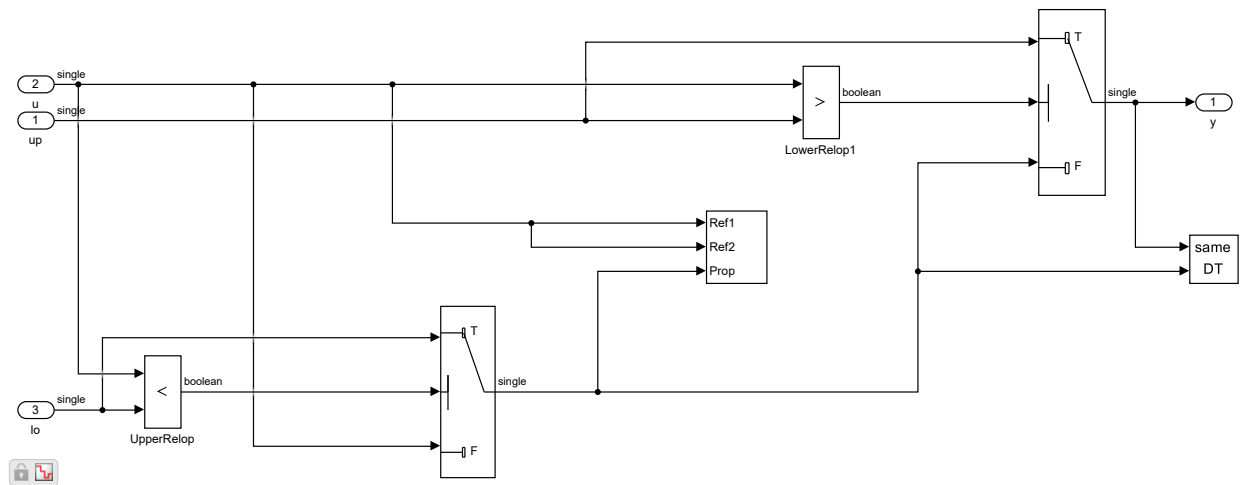 T
single
2
u
single
1
up
>
boolean
LowerRelop1
single
1
y
F
Ref1
Ref2
Prop
same
DT
T
single
3
lo
single
<
boolean
UpperRelop
F